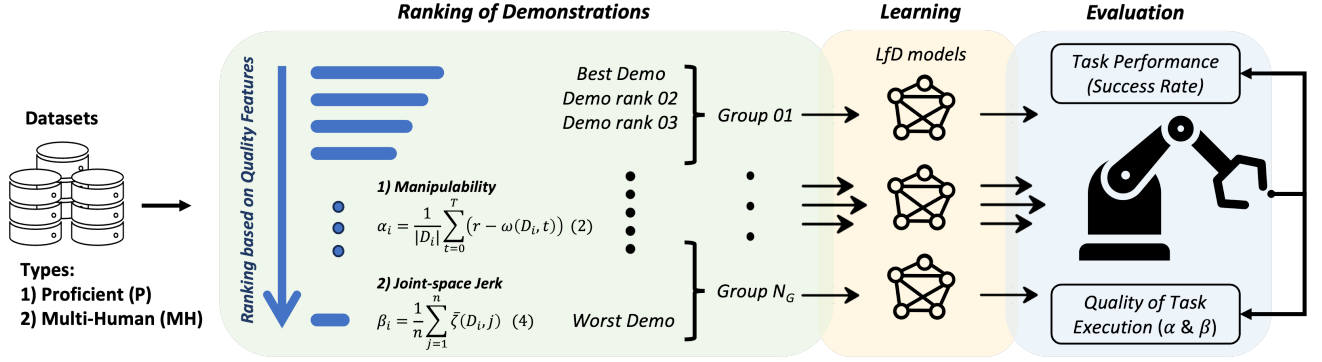 Ranking of Demonstrations
Learning
Evaluation
Datasets
Types:
1) Proficient (P)
2) Multi-Human (MH)
Ranking based on Quality Features
Best Demo
Demo rank 02
Demo rank 03
Group 01
1) Manipulability
α_i = 1/|D_i| ∑_{t=0}^{T} (r − ω(D_i, t)) (2)
2) Joint-space Jerk
β_i = 1/n ∑_{j=1}^{n} ζ̄(D_i, j) (4)
Worst Demo
Group N_G
LfD models
Task Performance
(Success Rate)
Quality of Task
Execution (α & β)